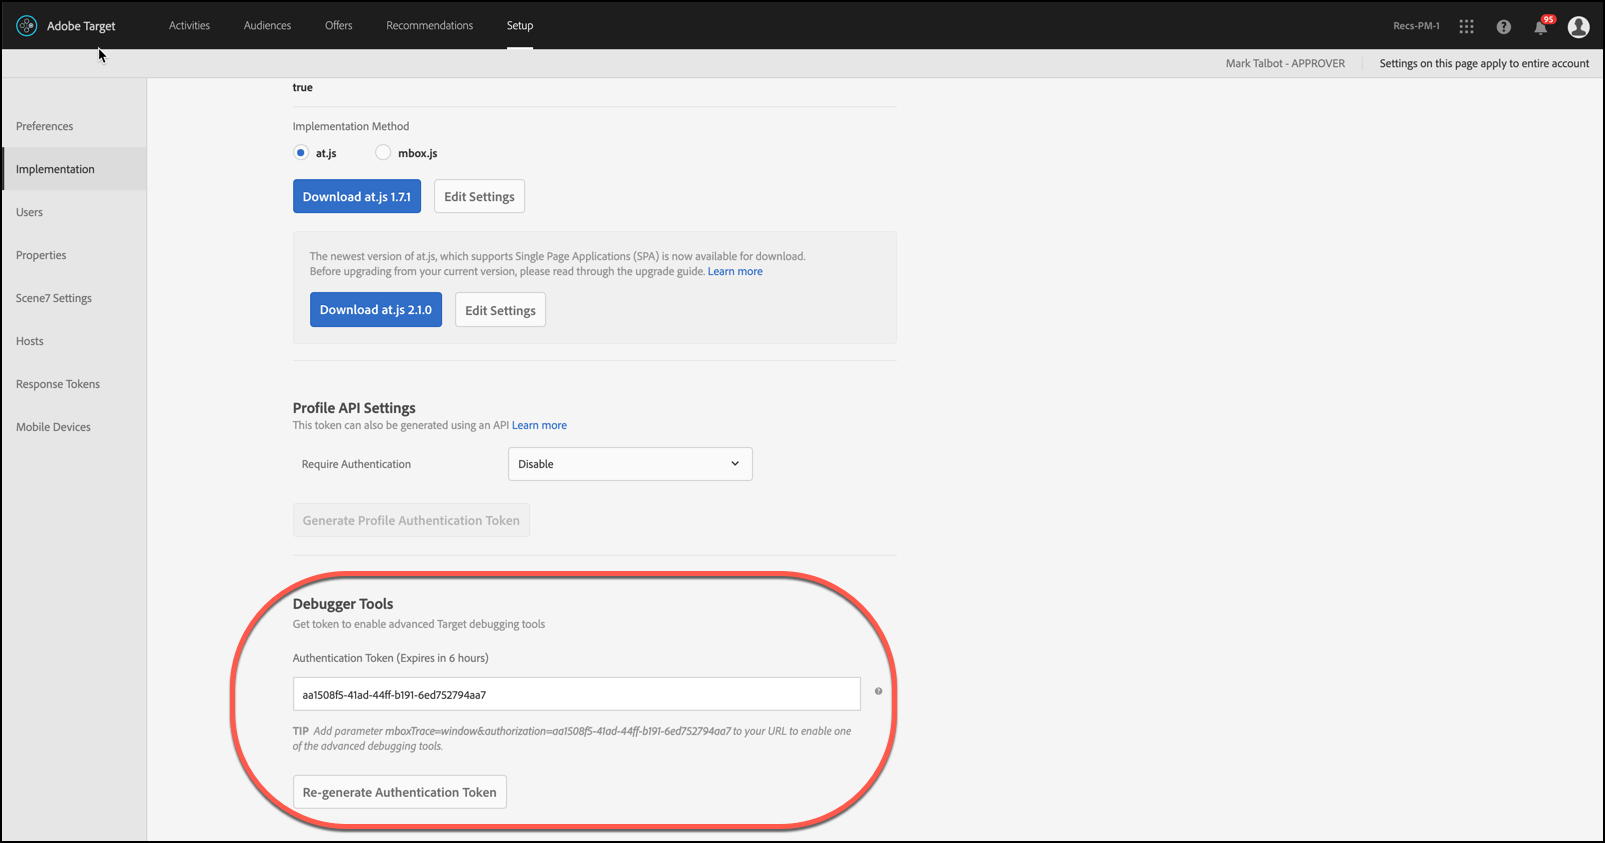 Adobe Target
Activities
Audiences
Offers
Recommendations
Setup
Recs-PM-1
95
Mark Talbot - APPROVER
Settings on this page apply to entire account
Preferences
Implementation
Users
Properties
Scene7 Settings
Hosts
Response Tokens
Mobile Devices
true
Implementation Method
at.js
mbox.js
Download at.js 1.7.1
Edit Settings
The newest version of at.js, which supports Single Page Applications (SPA) is now available for download.
Before upgrading from your current version, please read through the upgrade guide. Learn more
Download at.js 2.1.0
Edit Settings
Profile API Settings
This token can also be generated using an API Learn more
Require Authentication
Disable
Generate Profile Authentication Token
Debugger Tools
Get token to enable advanced Target debugging tools
Authentication Token (Expires in 6 hours)
aa1508f5-41ad-44ff-b191-6ed752794aa7
TIP Add parameter mboxTrace=window&authorization=aa1508f5-41ad-44ff-b191-6ed752794aa7 to your URL to enable one
of the advanced debugging tools.
Re-generate Authentication Token